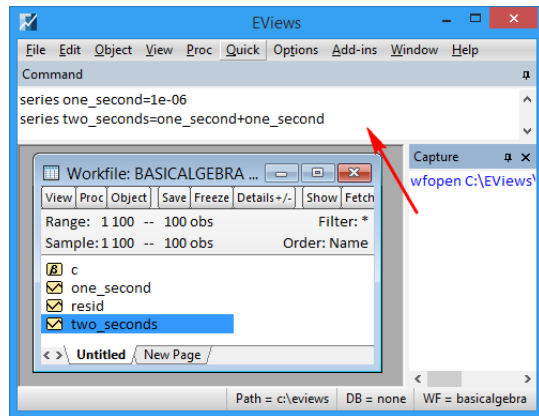 EViews
File Edit Object View Proc Quick Options Add-ins Window Help
Command
series one_second=1e-06
series two_seconds=one_second+one_second
Capture
wfopen C:\EViews\
Workfile: BASICALGEBRA ...
View Proc Object Save Freeze Details+/- Show Fetch
Range: 1 100 -- 100 obs Filter: *
Sample: 1 100 -- 100 obs Order: Name
β c
one_second
resid
two_seconds
< > Untitled New Page
Path = c:\eviews DB = none WF = basicalgebra